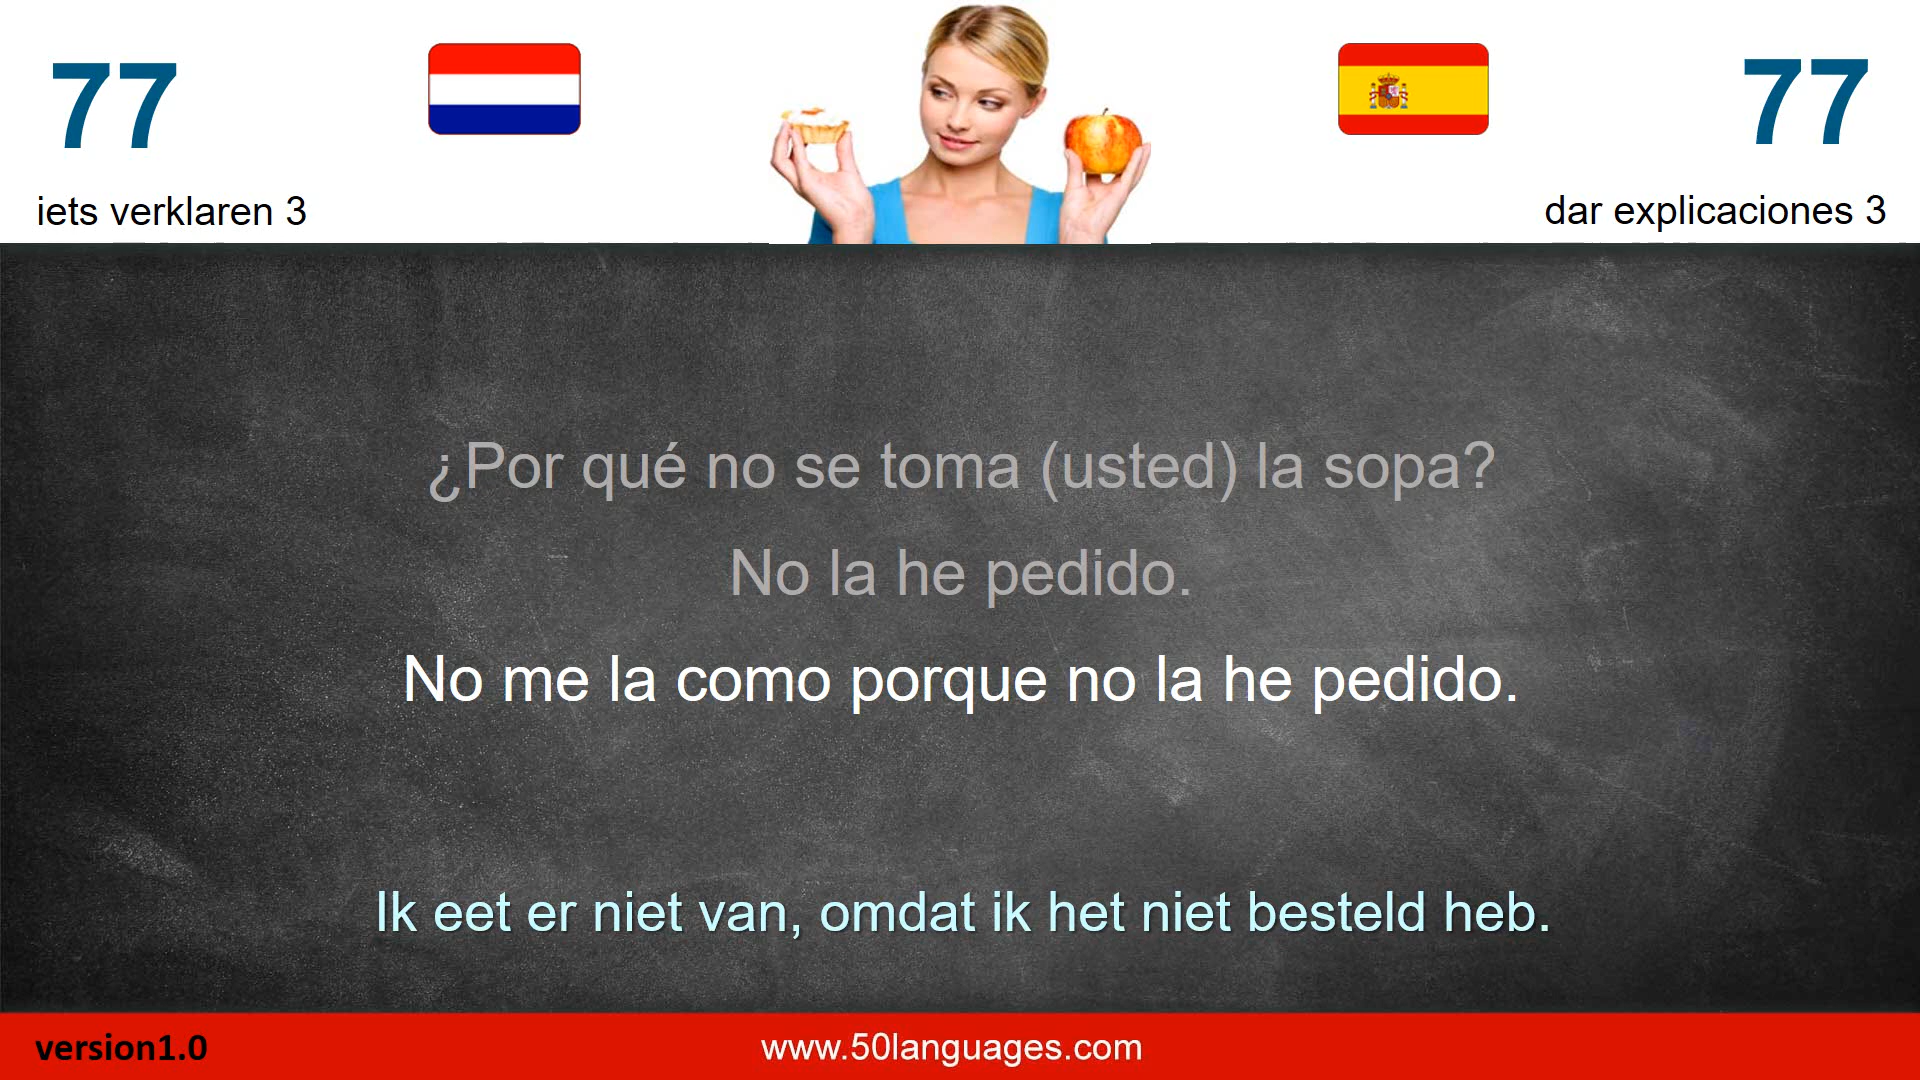 77
77
iets verklaren 3
dar explicaciones 3
¿Por qué no se toma (usted) la sopa?
No la he pedido.
No me la como porque no la he pedido.
Ik eet er niet van, omdat ik het niet besteld heb.
version1.0
www.50languages.com